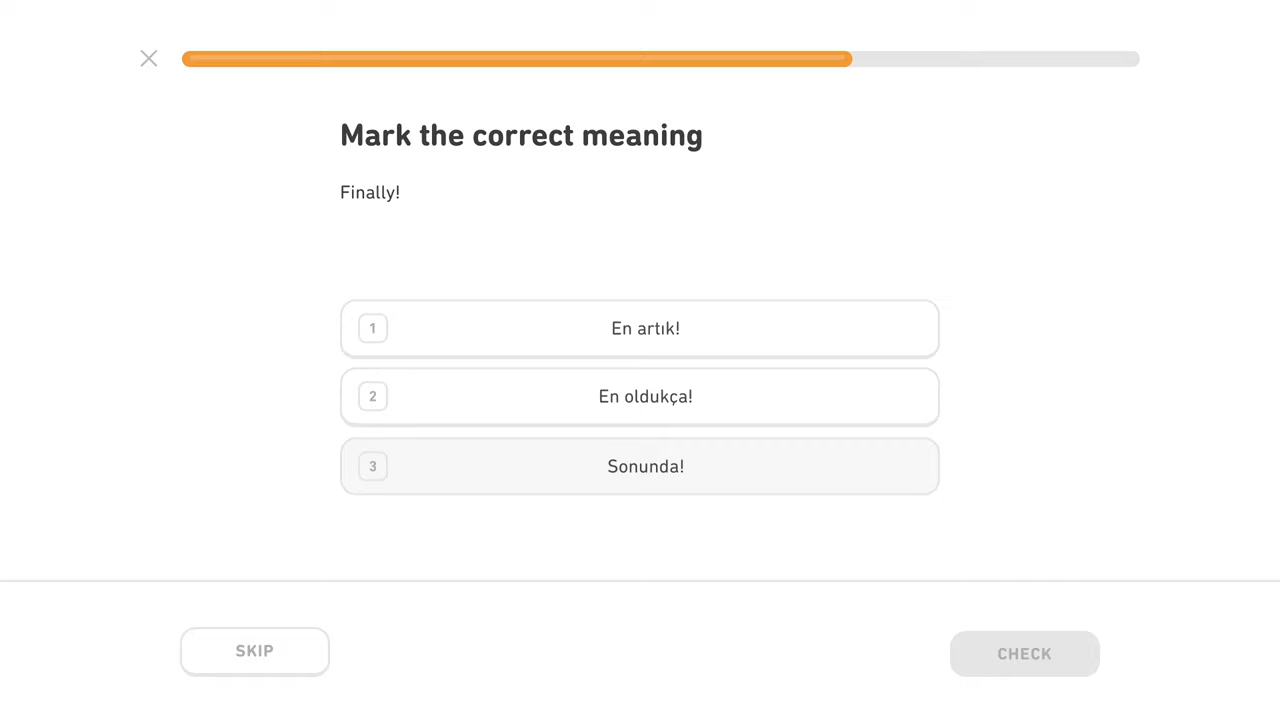 Mark the correct meaning
Finally!
1 En artık!
2 En oldukça!
3 Sonunda!
SKIP
CHECK